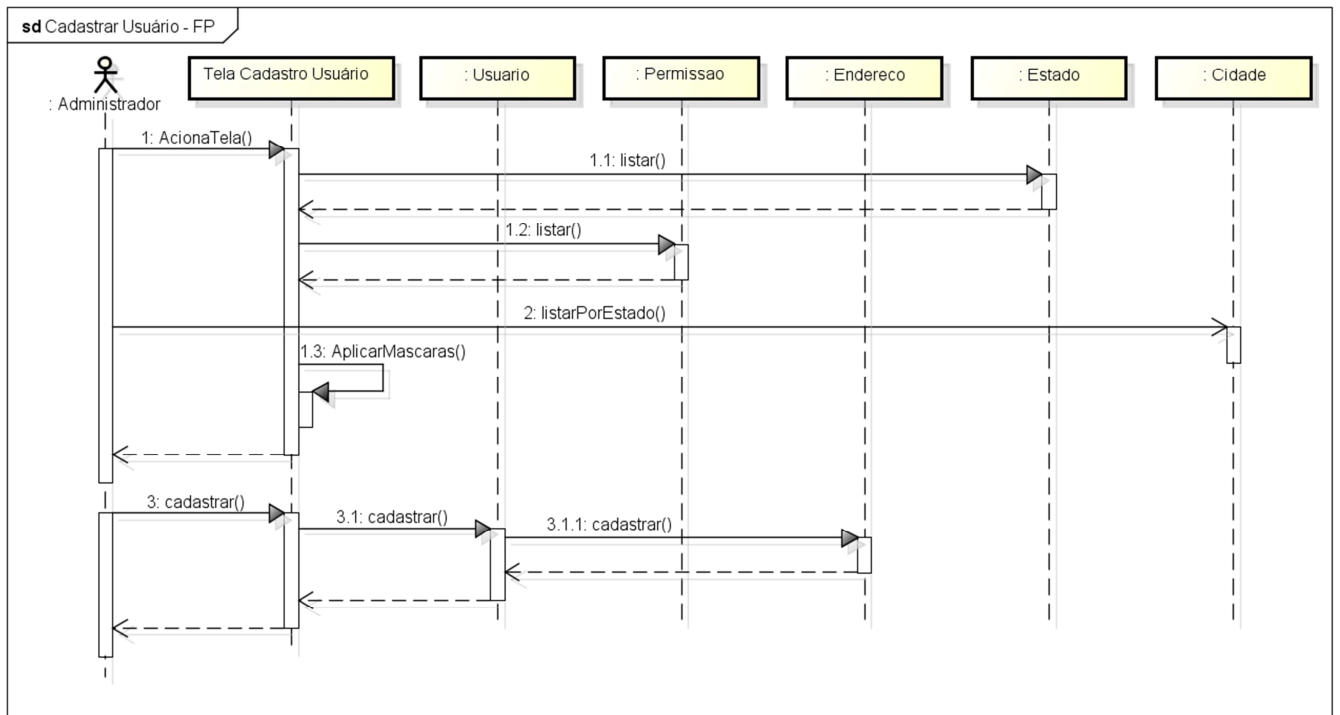 sd Cadastrar Usuário - FP
: Administrador
Tela Cadastro Usuário
: Usuario
: Permissao
: Endereco
: Estado
: Cidade
1: AcionaTela()
1.1: listar()
1.2: listar()
2: listarPorEstado()
1.3: AplicarMascaras()
3: cadastrar()
3.1: cadastrar()
3.1.1: cadastrar()